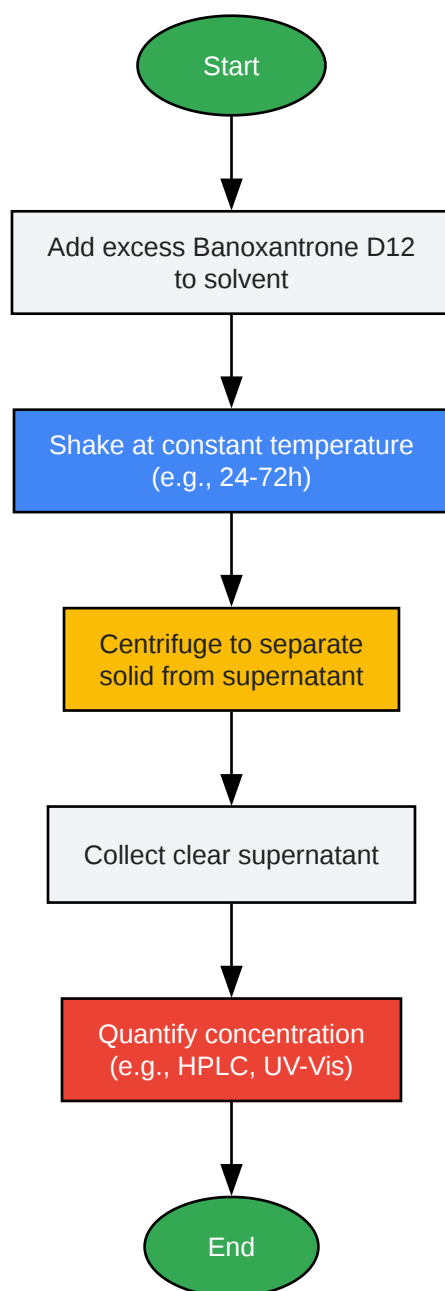 Start
Add excess Banoxantrone D12
to solvent
Shake at constant temperature
(e.g., 24-72h)
Centrifuge to separate
solid from supernatant
Collect clear supernatant
Quantify concentration
(e.g., HPLC, UV-Vis)
End